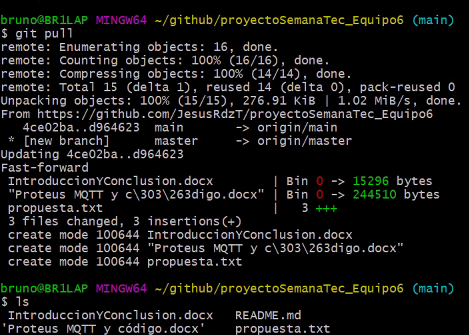 bruno@BR1LAP MINGW64 ~/github/proyectoSemanaTec_Equipo6 (main)
$ git pull
remote: Enumerating objects: 16, done.
remote: Counting objects: 100% (16/16), done.
remote: Compressing objects: 100% (14/14), done.
remote: Total 15 (delta 1), reused 14 (delta 0), pack-reused 0
Unpacking objects: 100% (15/15), 276.91 KiB | 1.02 MiB/s, done.
From https://github.com/JesusRdzT/proyectoSemanaTec_Equipo6
   4ce02ba..d964623  main       -> origin/main
 * [new branch]      master     -> origin/master
Updating 4ce02ba..d964623
Fast-forward
 IntroduccionYConclusion.docx       | Bin 0 -> 15296 bytes
 "Proteus MQTT y c\303\263digo.docx" | Bin 0 -> 244510 bytes
 propuesta.txt                      |   3 +++
 3 files changed, 3 insertions(+)
 create mode 100644 IntroduccionYConclusion.docx
 create mode 100644 "Proteus MQTT y c\303\263digo.docx"
 create mode 100644 propuesta.txt
bruno@BR1LAP MINGW64 ~/github/proyectoSemanaTec_Equipo6 (main)
$ ls
 IntroduccionYConclusion.docx   README.md
'Proteus MQTT y código.docx'    propuesta.txt